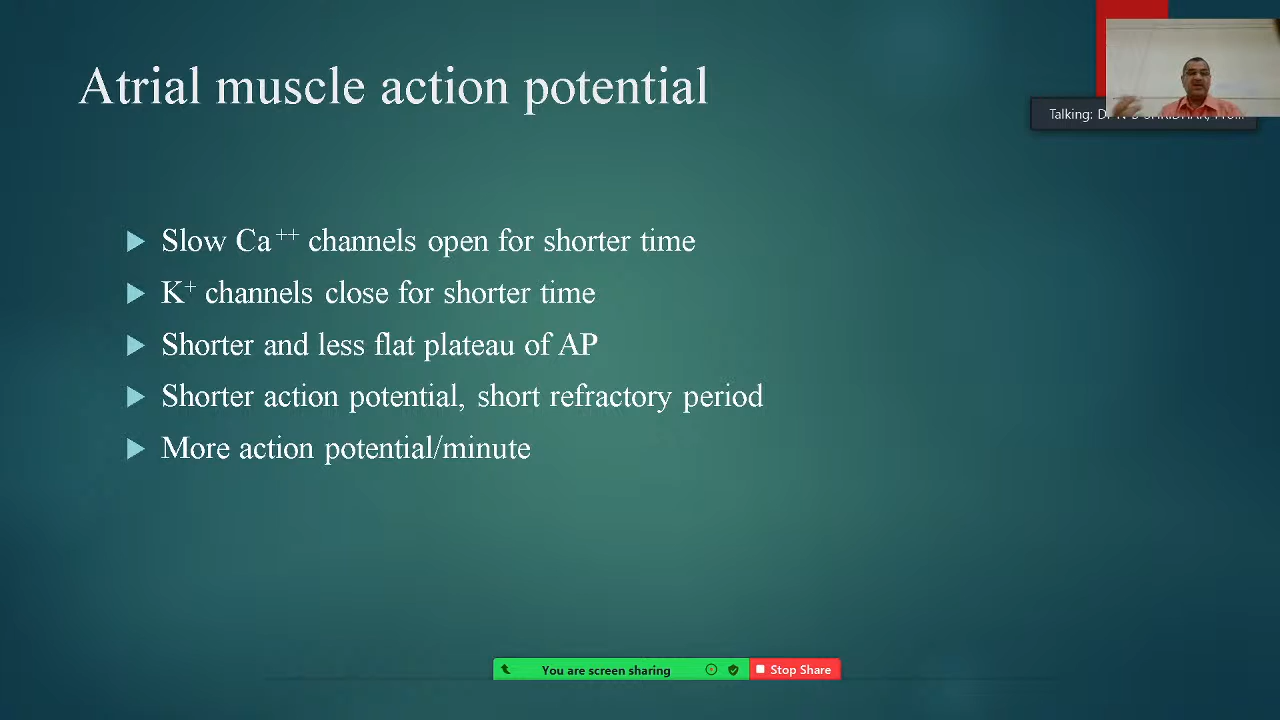 Atrial muscle action potential
Talking:
Slow Ca++ channels open for shorter time
K+ channels close for shorter time
Shorter and less flat plateau of AP
Shorter action potential, short refractory period
More action potential/minute
You are screen sharing
Stop Share